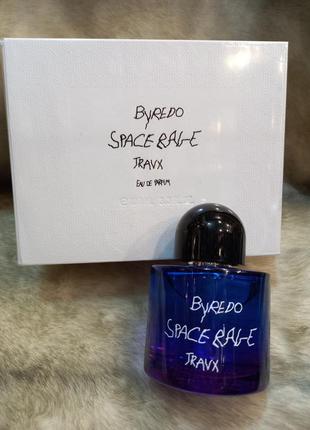 BYREDO
SPACE RAGE
TRAVX
EAU DE PARFUM
BYREDO
SPACE RAGE
TRAVX